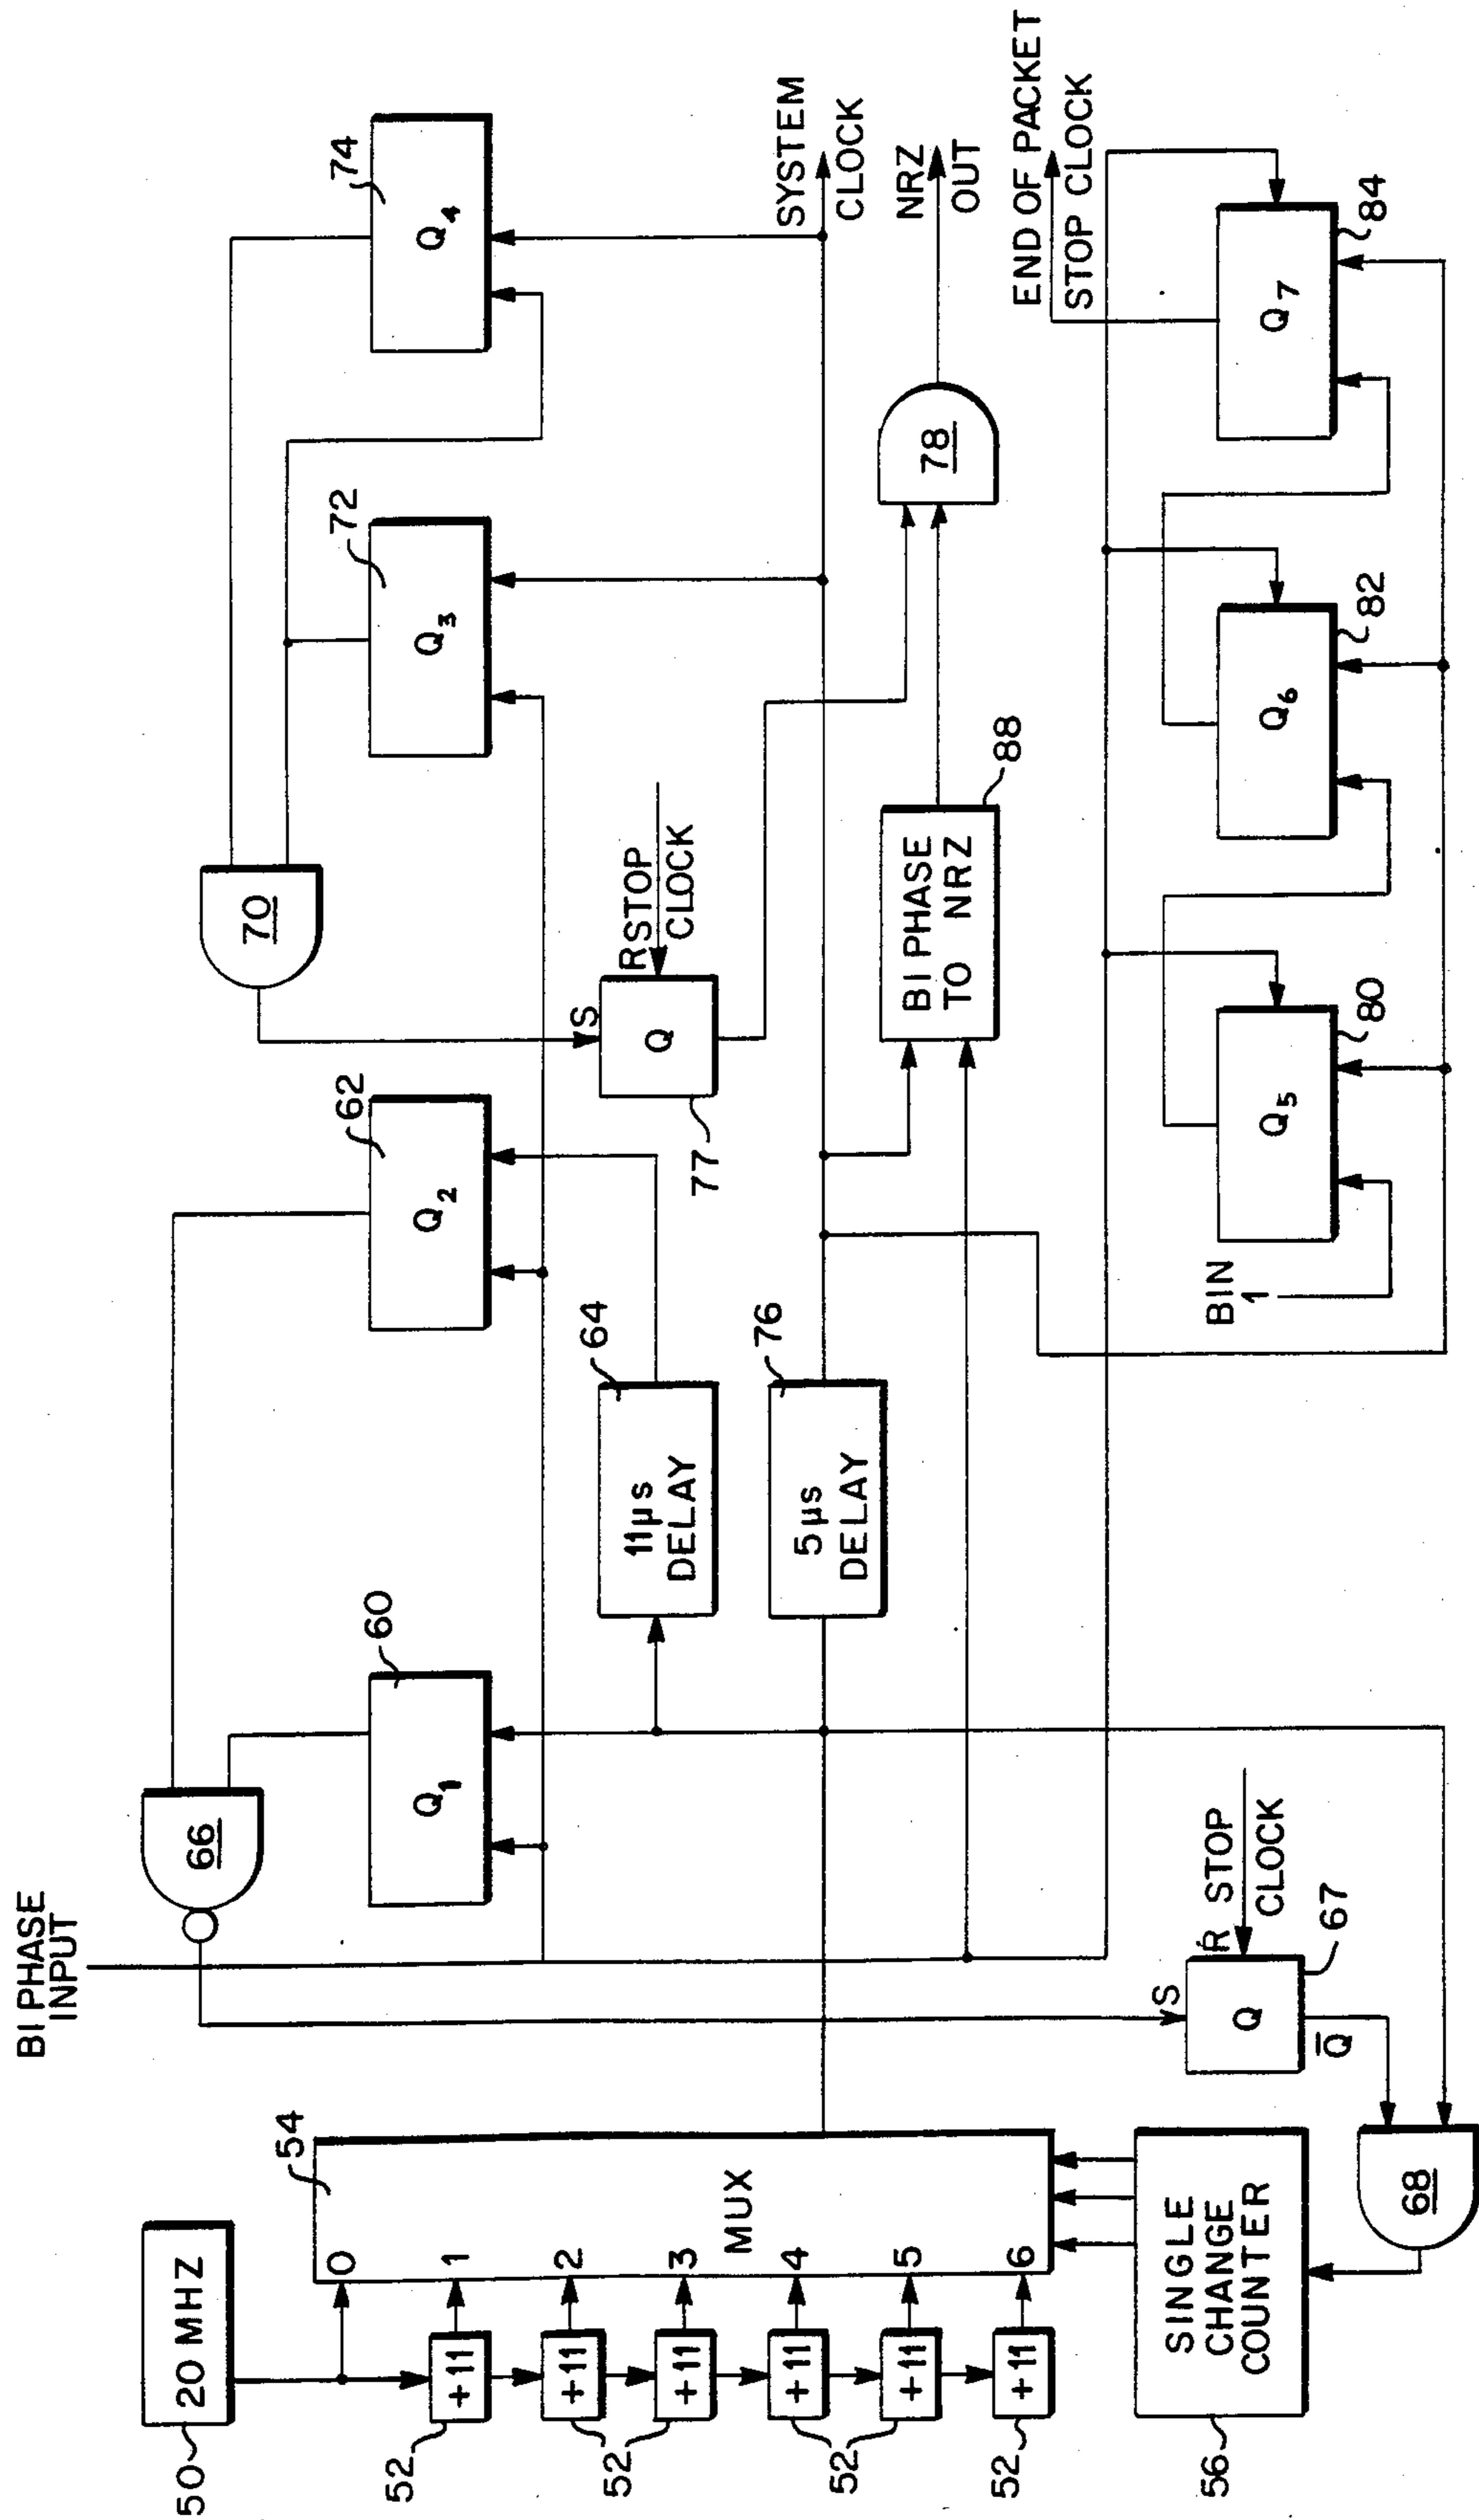 BI PHASE
INPUT
20 MHZ
50
+11
+11
+11
+11
+11
+11
52
52
52
52
0
1
2
3
4
5
6
MUX
54
SINGLE
CHANGE
COUNTER
56
66
Q1
60
Q2
62
11µs
DELAY
64
5µs
DELAY
76
S
R STOP
CLOCK
Q
Q̅
67
68
70
Q3
72
Q4
74
S
R STOP
CLOCK
Q
77
BI PHASE
TO NRZ
88
78
SYSTEM
CLOCK
NRZ
OUT
END OF PACKET
STOP CLOCK
BIN
1
Q5
80
Q6
82
Q7
84